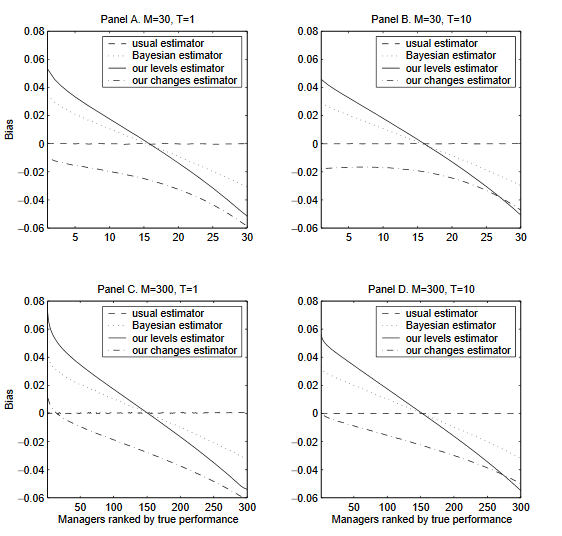 Panel A. M=30, T=1
0.08
0.06
0.04
0.02
0
−0.02
−0.04
−0.06
Bias
usual estimator
Bayesian estimator
our levels estimator
our changes estimator
5 10 15 20 25 30
Panel B. M=30, T=10
0.08
0.06
0.04
0.02
0
−0.02
−0.04
−0.06
usual estimator
Bayesian estimator
our levels estimator
our changes estimator
5 10 15 20 25 30
Panel C. M=300, T=1
0.08
0.06
0.04
0.02
0
−0.02
−0.04
−0.06
Bias
usual estimator
Bayesian estimator
our levels estimator
our changes estimator
50 100 150 200 250 300
Managers ranked by true performance
Panel D. M=300, T=10
0.08
0.06
0.04
0.02
0
−0.02
−0.04
−0.06
usual estimator
Bayesian estimator
our levels estimator
our changes estimator
50 100 150 200 250 300
Managers ranked by true performance